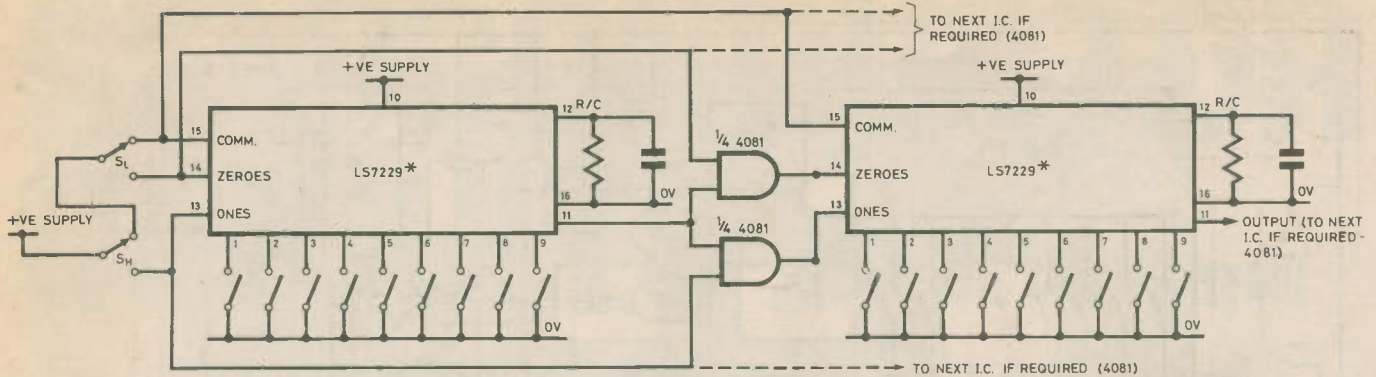 TO NEXT I.C. IF
REQUIRED (4081)
+VE SUPPLY
10
12 R/C
15 COMM.
SL
14 ZEROES
LS7229*
13 ONES
+VE SUPPLY
SH
16
0V
11
1 2 3 4 5 6 7 8 9
0V
¼ 4081
¼ 4081
+VE SUPPLY
10
12 R/C
15 COMM.
14 ZEROES
LS7229*
13 ONES
16
0V
11
OUTPUT (TO NEXT
I.C. IF REQUIRED-
4081)
1 2 3 4 5 6 7 8 9
0V
TO NEXT I.C. IF REQUIRED (4081)